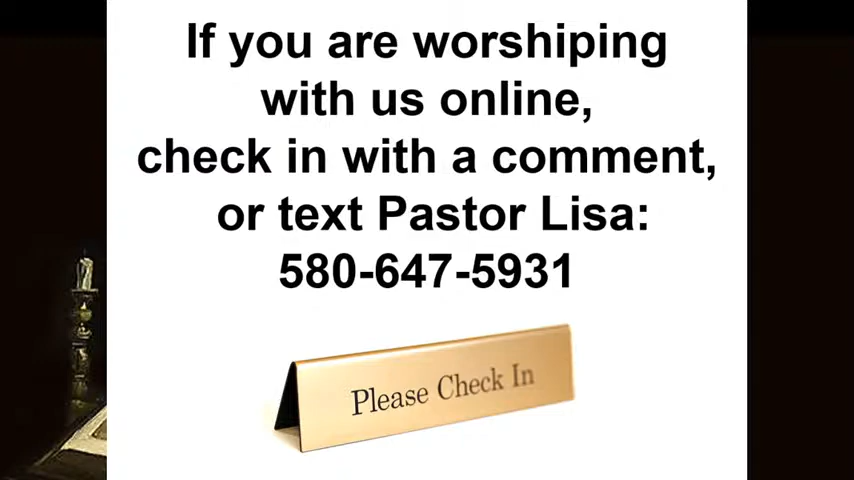 If you are worshiping
with us online,
check in with a comment,
or text Pastor Lisa:
580-647-5931
Please Check In